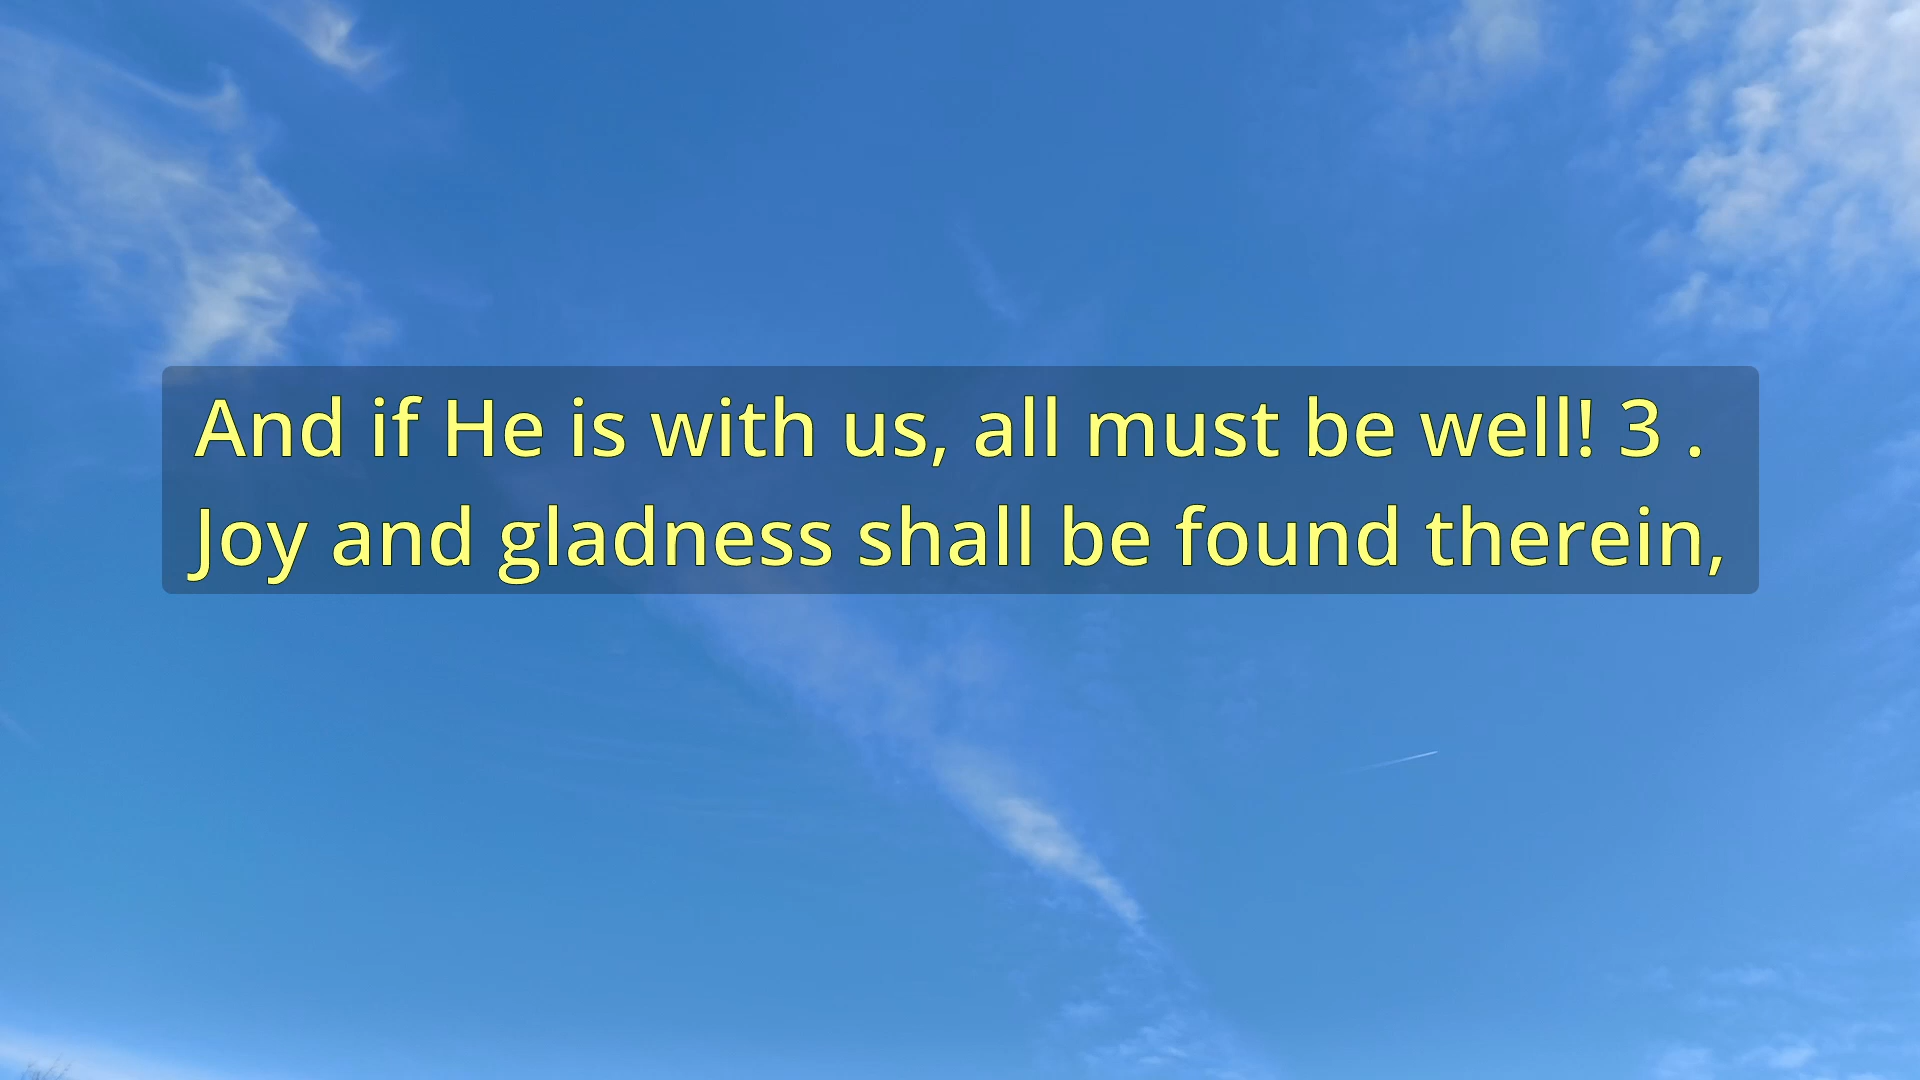 And if He is with us, all must be well! 3 .
Joy and gladness shall be found therein,